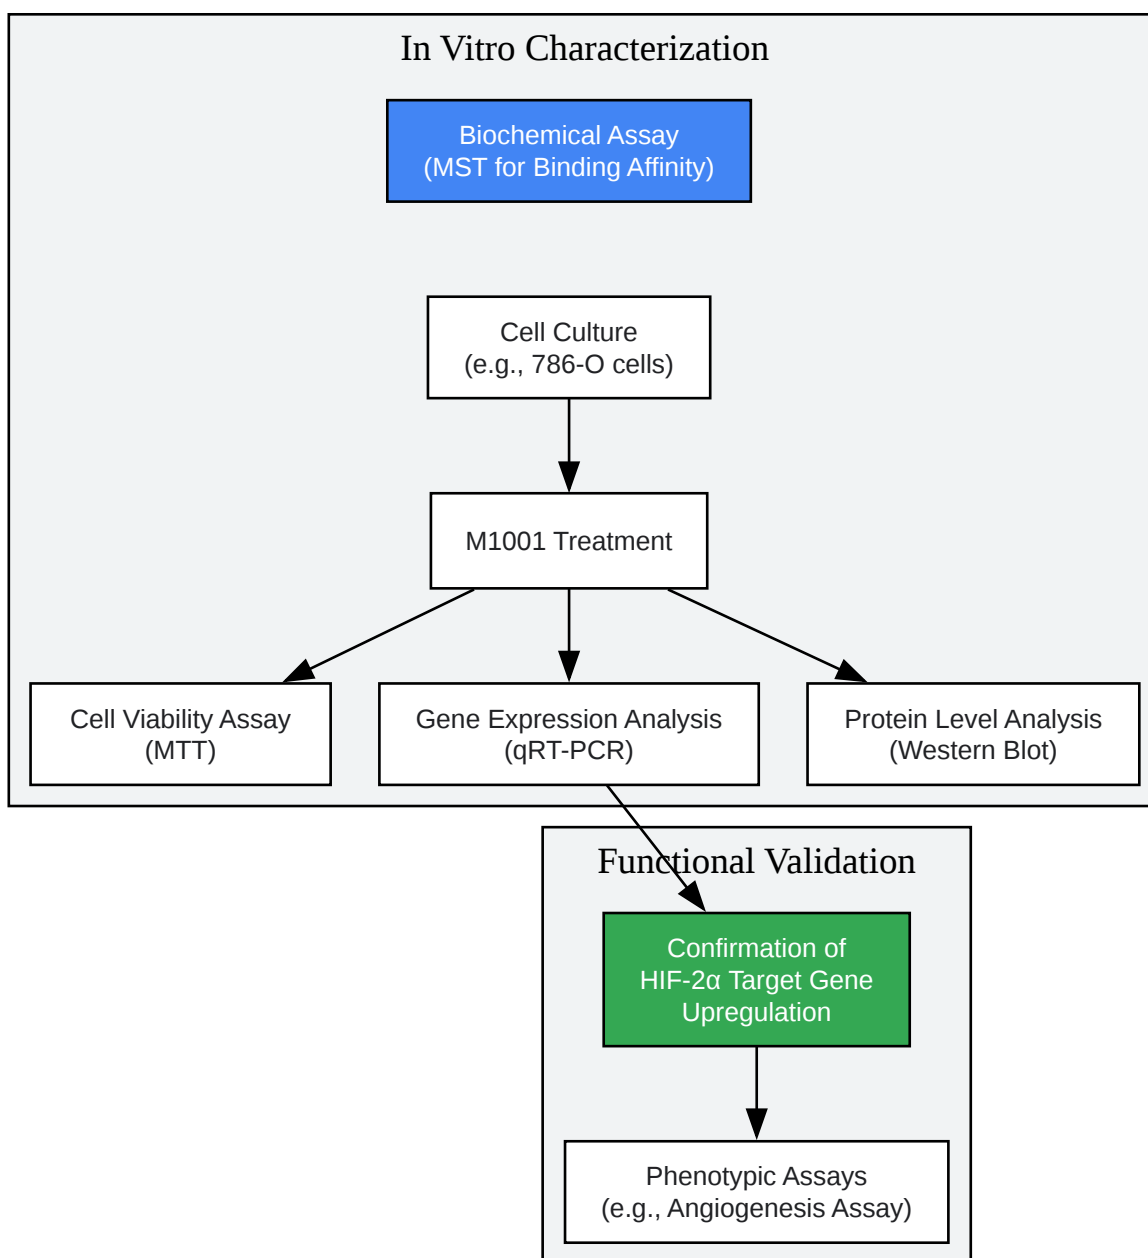 In Vitro Characterization
Biochemical Assay
(MST for Binding Affinity)
Cell Culture
(e.g., 786-O cells)
M1001 Treatment
Cell Viability Assay
(MTT)
Gene Expression Analysis
(qRT-PCR)
Protein Level Analysis
(Western Blot)
Functional Validation
Confirmation of
HIF-2α Target Gene
Upregulation
Phenotypic Assays
(e.g., Angiogenesis Assay)